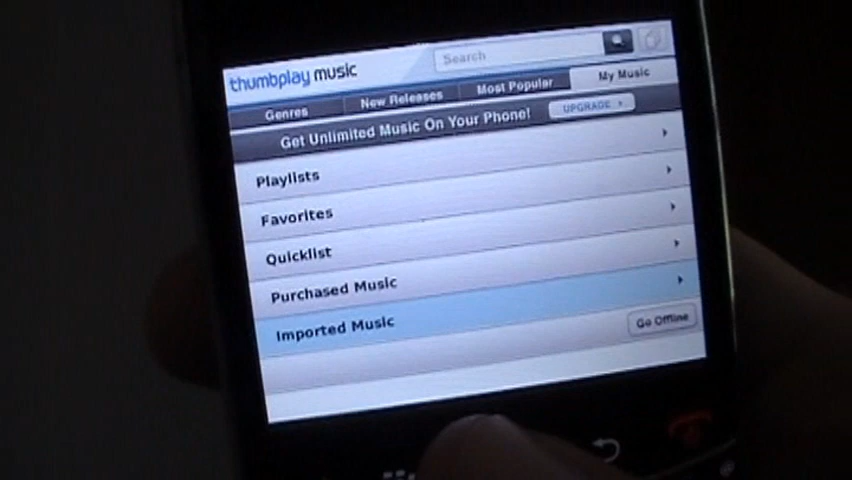 thumbplay music
Search
Genres
New Releases
Most Popular
My Music
Get Unlimited Music On Your Phone!
UPGRADE
Playlists
Favorites
Quicklist
Purchased Music
Imported Music
Go Offline